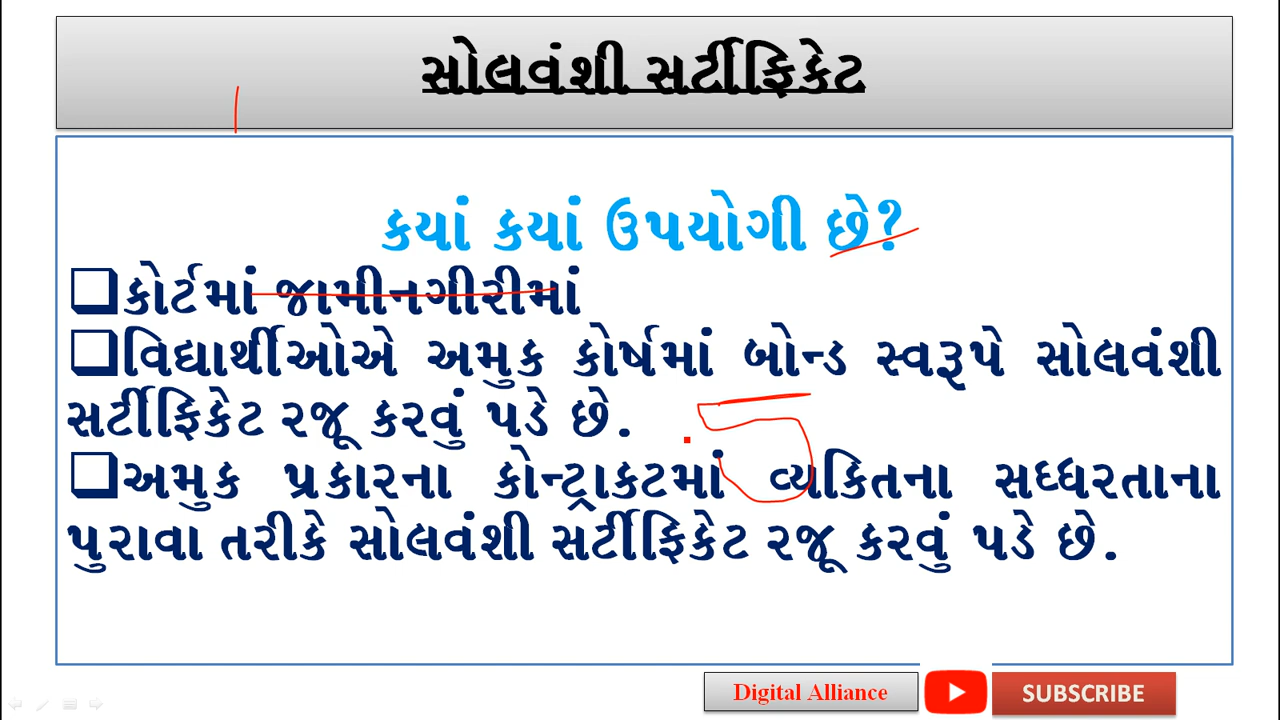 સોલવંશી સર્ટીફિકેટ
કયાં કયાં ઉપયોગી છે?
કોર્ટમાં જામીનગીરીમાં
વિદ્યાર્થીઓએ અમુક કોર્ષમાં બોન્ડ સ્વરૂપે સોલવંશી
સર્ટીફિકેટ રજૂ કરવું પડે છે.
અમુક પ્રકારના કોન્ટ્રાકટમાં વ્યકિતના સધ્ધરતાના
પુરાવા તરીકે સોલવંશી સર્ટીફિકેટ રજૂ કરવું પડે છે.
Digital Alliance
SUBSCRIBE